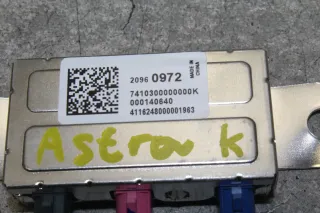 2096 0972
MADE IN
CHINA
7410300000000K
000140840
4116248000001963
Astra K